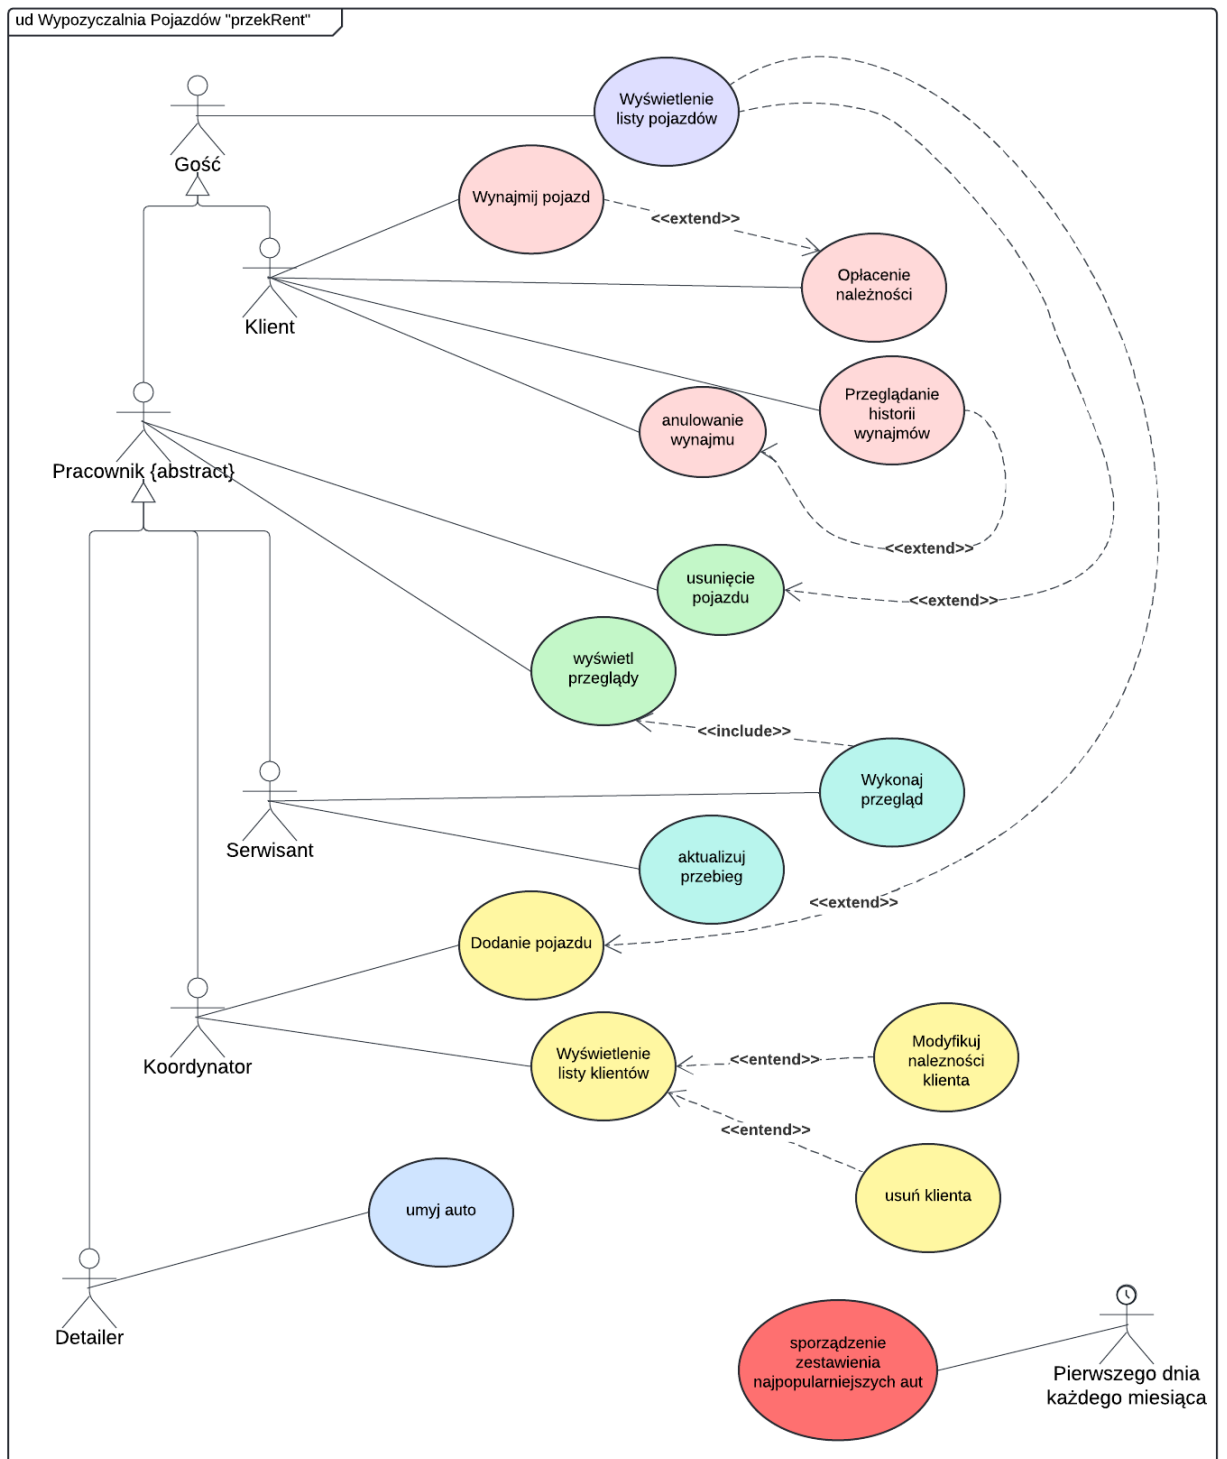 ud Wypozyczalnia Pojazdów "przekRent"
Wyświetlenie
listy pojazdów
Gość
Wynajmij pojazd
<<extend>>
Opłacenie
należności
Klient
Przeglądanie
historii
wynajmów
anulowanie
wynajmu
Pracownik {abstract}
<<extend>>
usunięcie
pojazdu
<<extend>>
wyświetl
przeglądy
<<include>>
Wykonaj
przegląd
Serwisant
aktualizuj
przebieg
<<extend>>
Dodanie pojazdu
Koordynator
Wyświetlenie
listy klientów
<<entend>>
Modyfikuj
nalezności
klienta
<<entend>>
usuń klienta
umyj auto
Detailer
sporządzenie
zestawienia
najpopularniejszych aut
Pierwszego dnia
każdego miesiąca